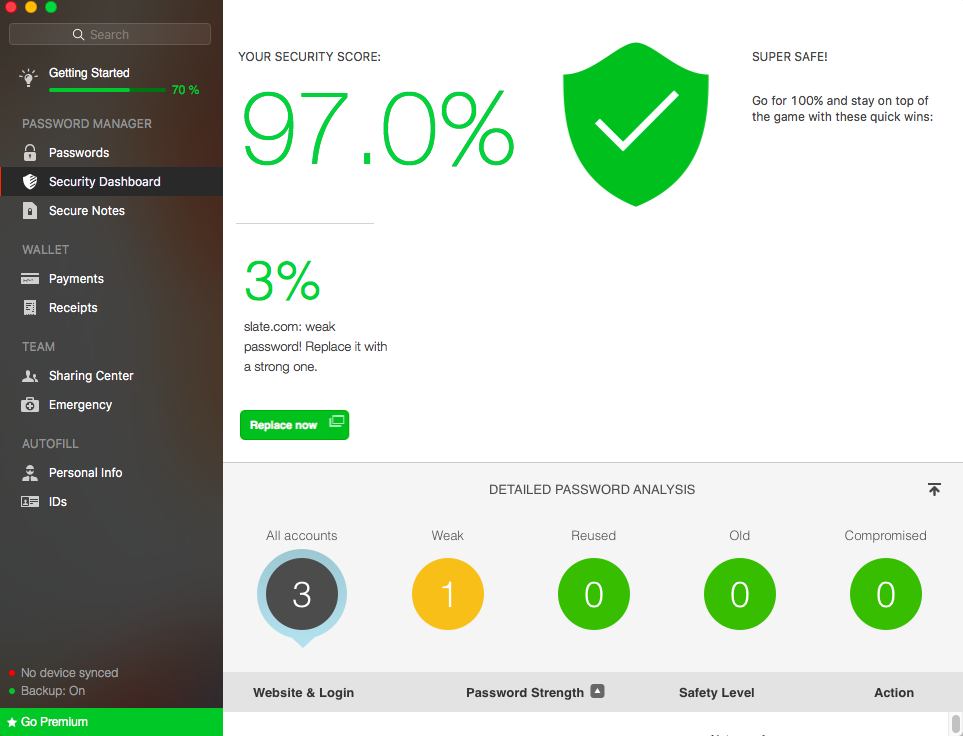 Search
Getting Started
70 %
PASSWORD MANAGER
Passwords
Security Dashboard
Secure Notes
WALLET
Payments
Receipts
TEAM
Sharing Center
Emergency
AUTOFILL
Personal Info
IDs
No device synced
Backup: On
Go Premium
YOUR SECURITY SCORE:
97.0%
SUPER SAFE!
Go for 100% and stay on top of
the game with these quick wins:
3%
slate.com: weak
password! Replace it with
a strong one.
Replace now
DETAILED PASSWORD ANALYSIS
All accounts Weak Reused Old Compromised
3 1 0 0 0
Website & Login Password Strength Safety Level Action